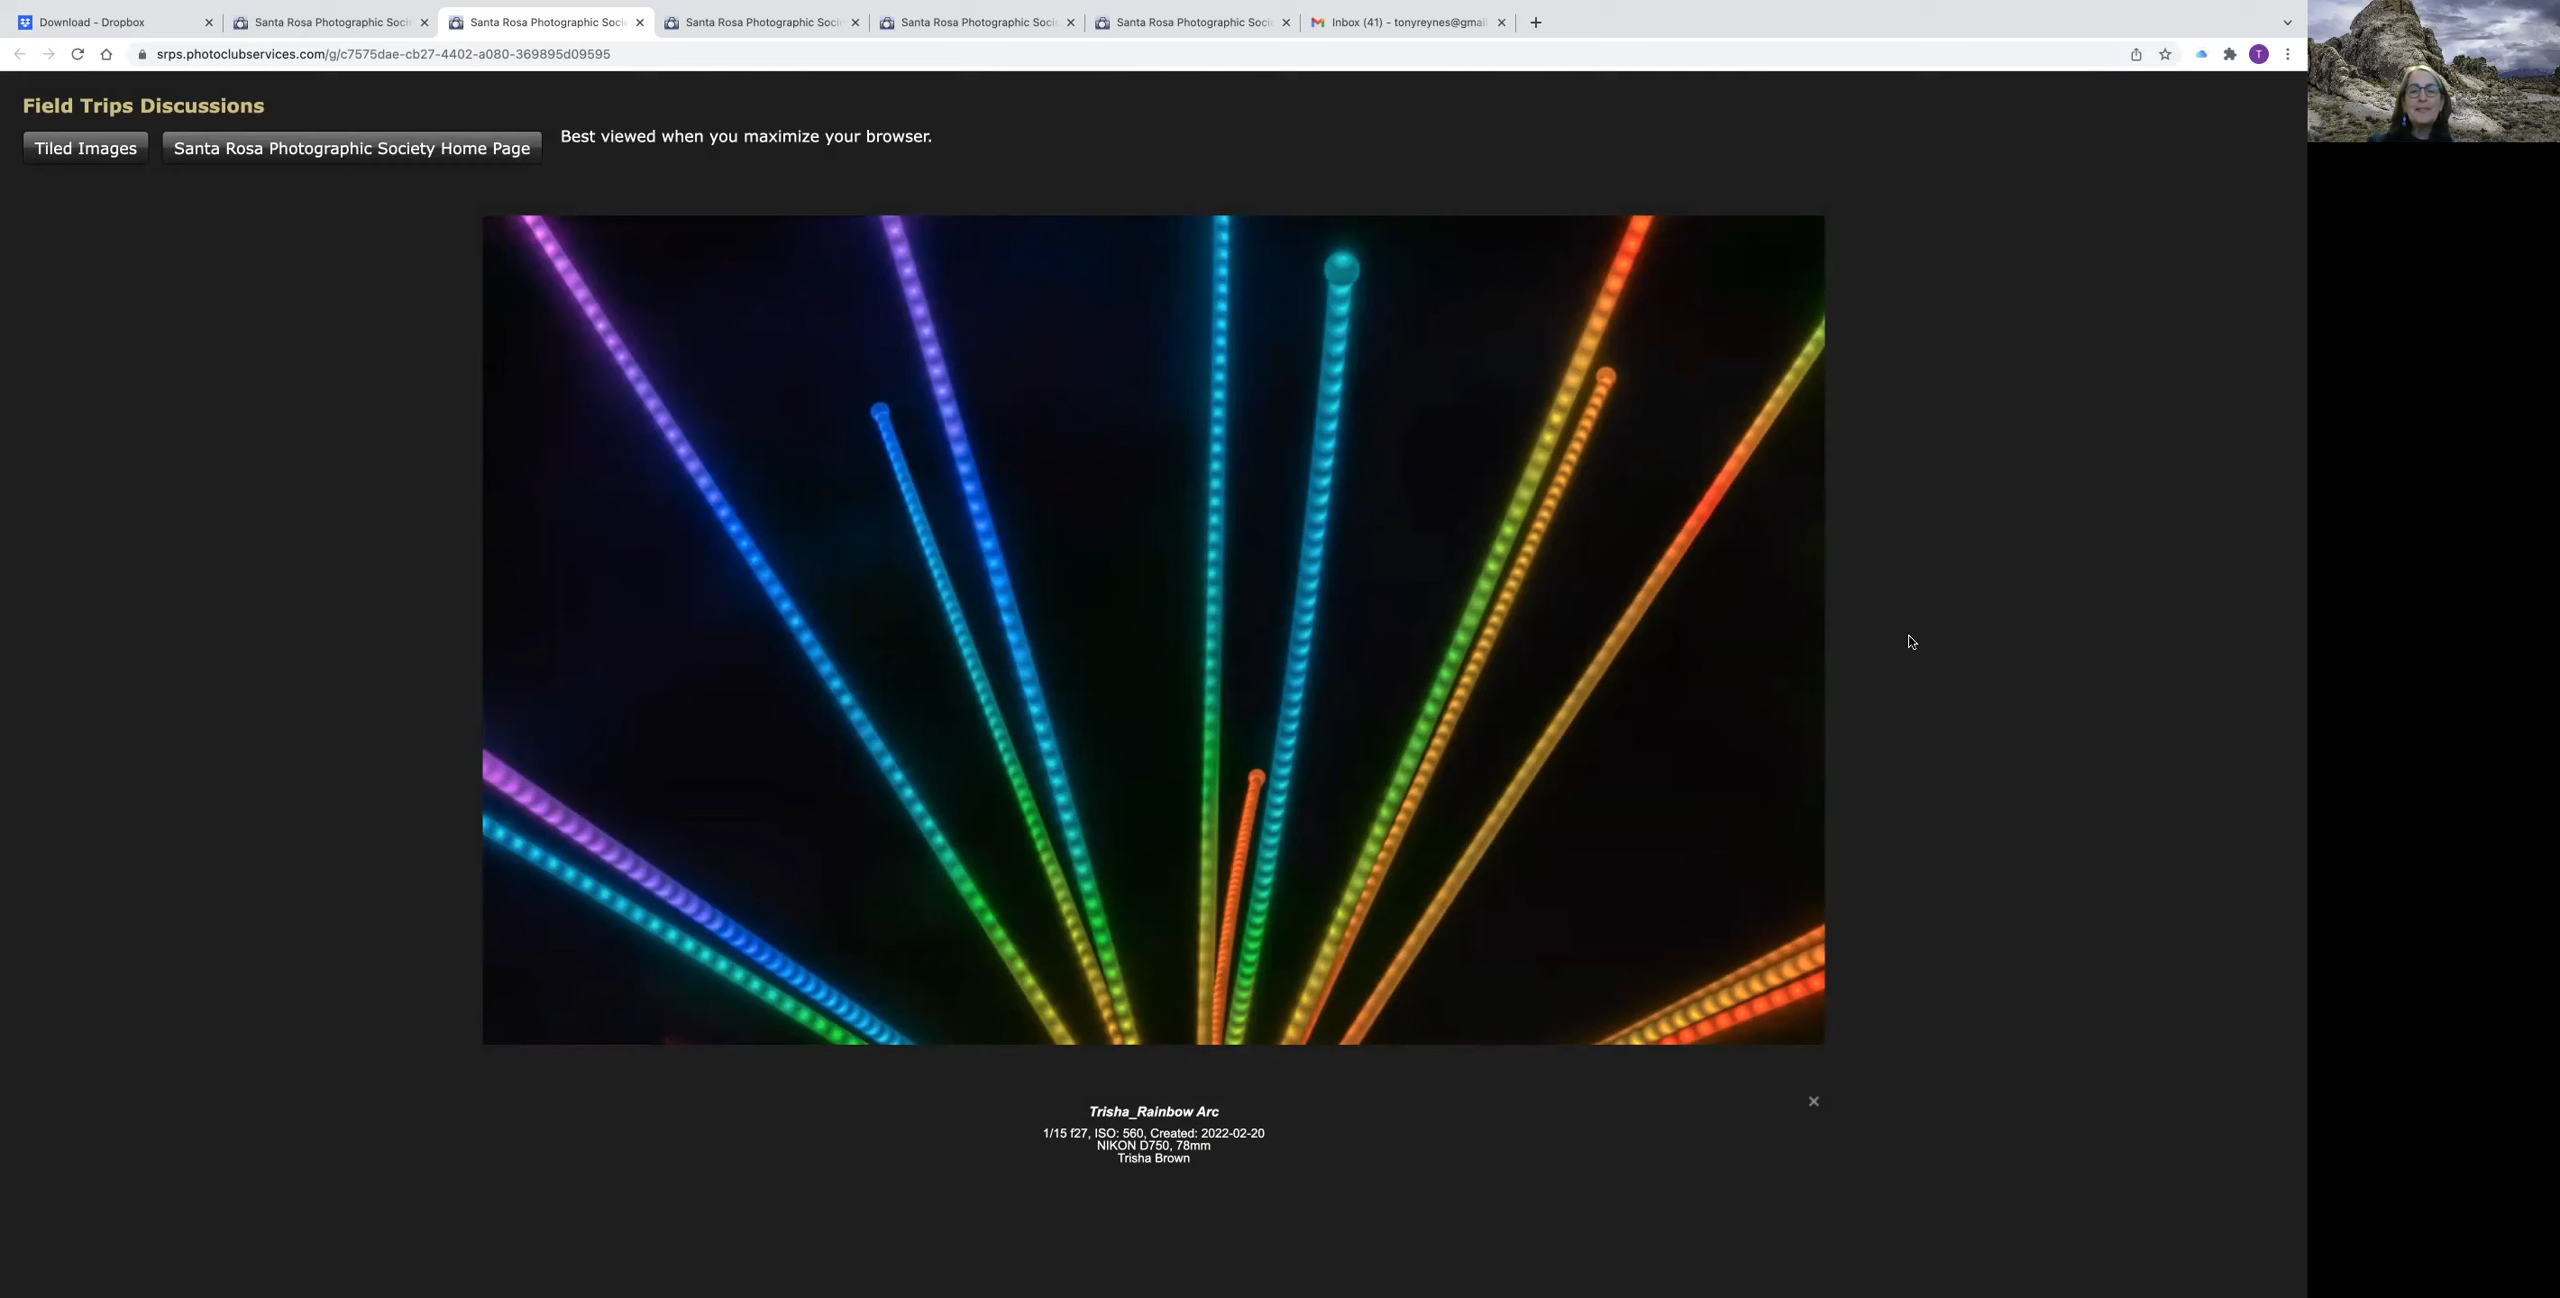 Download - Dropbox
Santa Rosa Photographic Soci
Santa Rosa Photographic Soci
Santa Rosa Photographic Soci
Santa Rosa Photographic Soci
Santa Rosa Photographic Soci
Inbox (41) - tonyreynes@gmai
srps.photoclubservices.com/g/c7575dae-cb27-4402-a080-369895d09595
T
Field Trips Discussions
Tiled Images
Santa Rosa Photographic Society Home Page
Best viewed when you maximize your browser.
Trisha_Rainbow Arc
1/15 f27, ISO: 560, Created: 2022-02-20
NIKON D750, 78mm
Trisha Brown